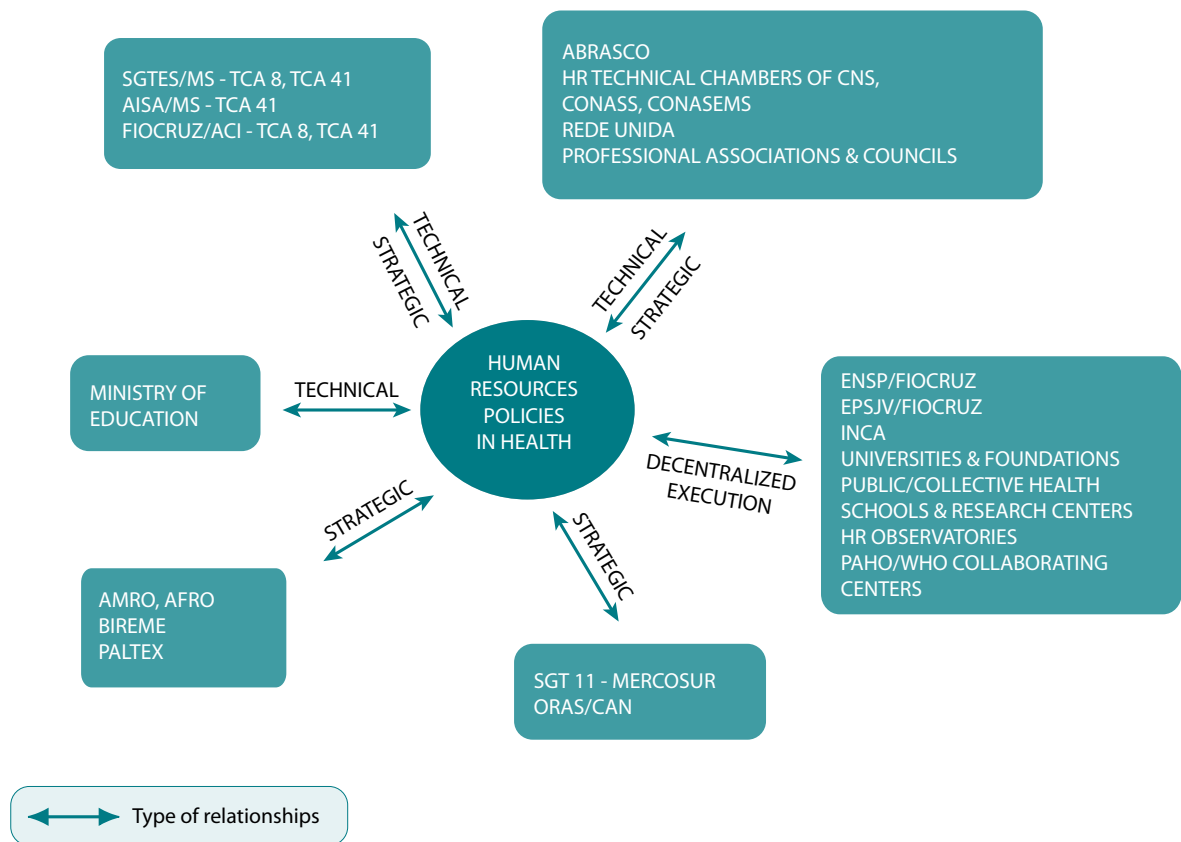 SGTES/MS - TCA 8, TCA 41
AISA/MS - TCA 41
FIOCRUZ/ACI - TCA 8, TCA 41
ABRASCO
HR TECHNICAL CHAMBERS OF CNS,
CONASS, CONASEMS
REDE UNIDA
PROFESSIONAL ASSOCIATIONS & COUNCILS
TECHNICAL
STRATEGIC
TECHNICAL
STRATEGIC
HUMAN
RESOURCES
POLICIES
IN HEALTH
MINISTRY OF
EDUCATION
TECHNICAL
ENSP/FIOCRUZ
EPSJV/FIOCRUZ
INCA
UNIVERSITIES & FOUNDATIONS
PUBLIC/COLLECTIVE HEALTH
SCHOOLS & RESEARCH CENTERS
HR OBSERVATORIES
PAHO/WHO COLLABORATING
CENTERS
DECENTRALIZED
EXECUTION
STRATEGIC
STRATEGIC
AMRO, AFRO
BIREME
PALTEX
SGT 11 - MERCOSUR
ORAS/CAN
Type of relationships